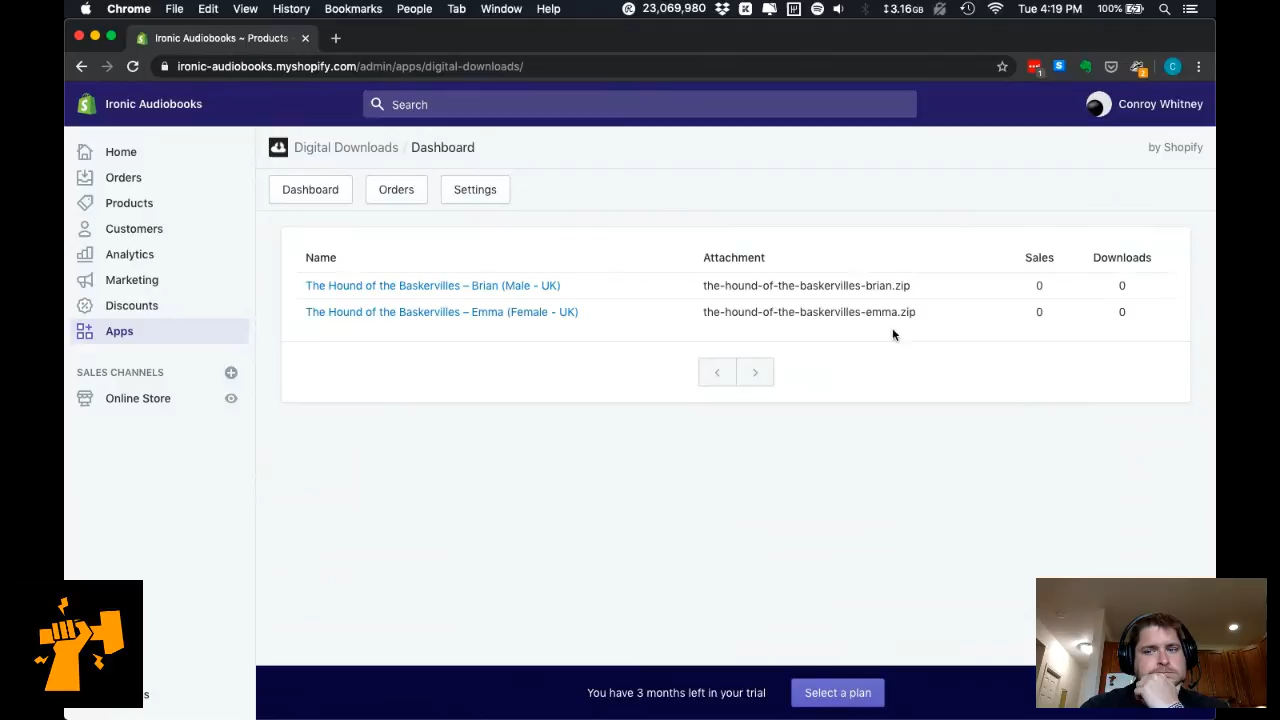 Chrome File Edit View History Bookmarks People Tab Window Help 23,069,980 3.16GB Tue 4:19 PM 100%
Ironic Audiobooks ~ Products ·
ironic-audiobooks.myshopify.com/admin/apps/digital-downloads/
1
2
C
Ironic Audiobooks
Search
Conroy Whitney
Home
Orders
Products
Customers
Analytics
Marketing
Discounts
Apps
SALES CHANNELS
Online Store
Digital Downloads / Dashboard
by Shopify
Dashboard
Orders
Settings
Name Attachment Sales Downloads
The Hound of the Baskervilles – Brian (Male - UK) the-hound-of-the-baskervilles-brian.zip 0 0
The Hound of the Baskervilles – Emma (Female - UK) the-hound-of-the-baskervilles-emma.zip 0 0
You have 3 months left in your trial
Select a plan